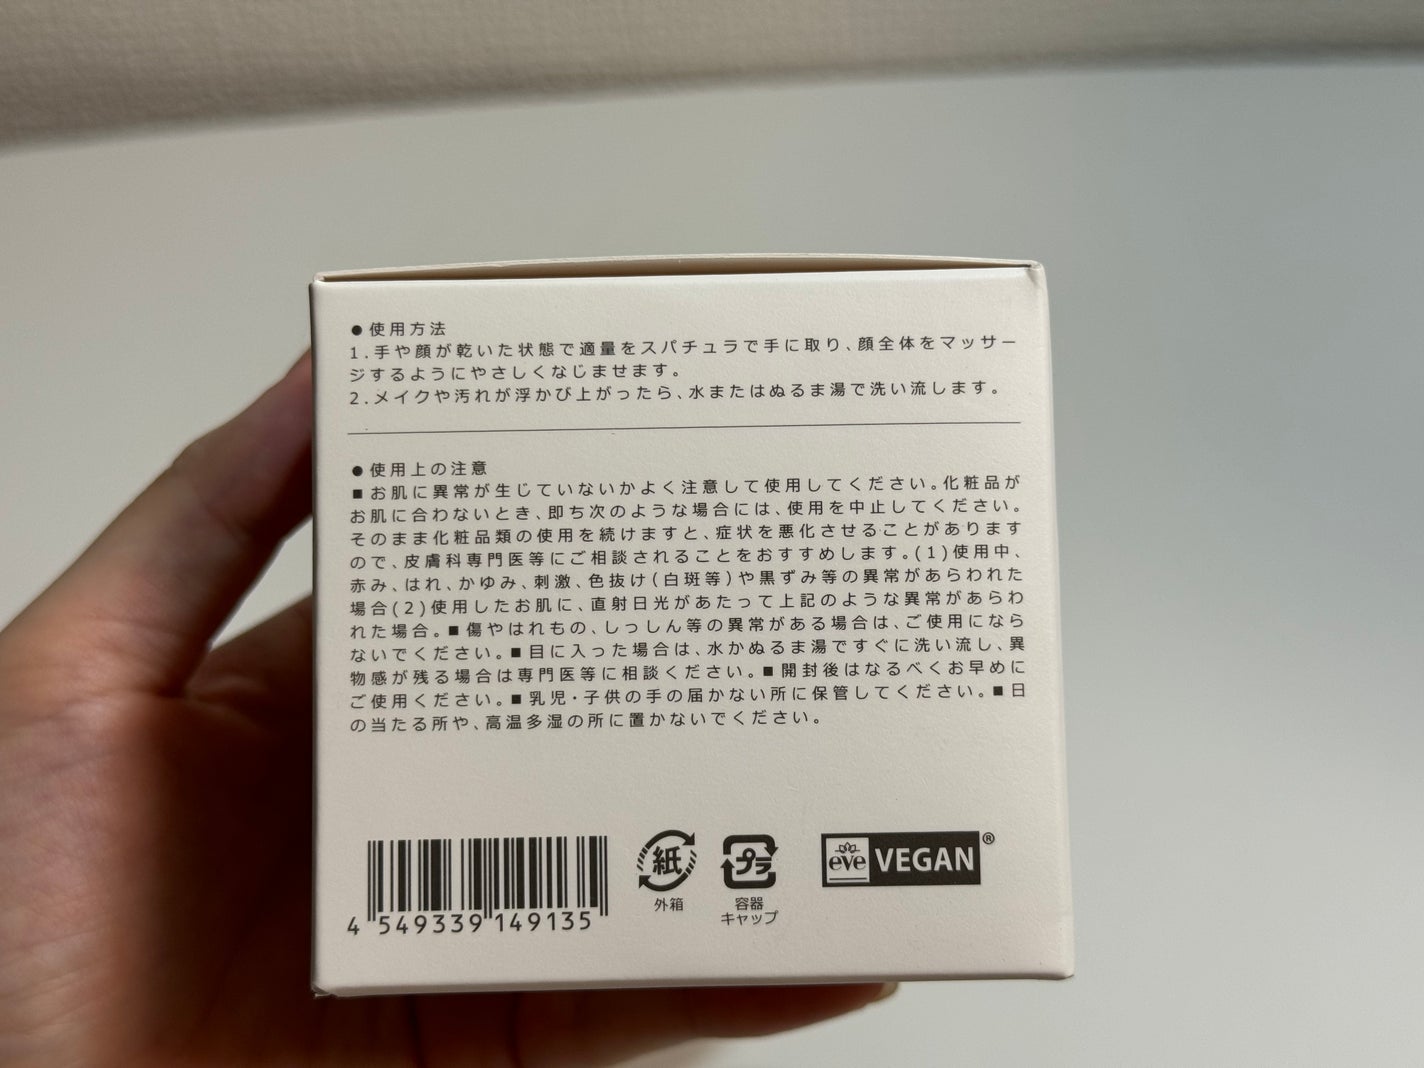 ●使用方法
1.手や顔が乾いた状態で適量をスパチュラで手に取り、顔全体をマッサー
ジするようにやさしくなじませます。
2.メイクや汚れが浮かび上がったら、水またはぬるま湯で洗い流します。
●使用上の注意
■お肌に異常が生じていないかよく注意して使用してください。化粧品が
お肌に合わないとき、即ち次のような場合には、使用を中止してください。
そのまま化粧品類の使用を続けますと、症状を悪化させることがあります
ので、皮膚科専門医等にご相談されることをおすすめします。(1)使用中、
赤み、はれ、かゆみ、刺激、色抜け(白斑等)や黒ずみ等の異常があらわれた
場合(2)使用したお肌に、直射日光があたって上記のような異常があらわ
れた場合。■傷やはれもの、しっしん等の異常がある場合は、ご使用になら
ないでください。■目に入った場合は、水かぬるま湯ですぐに洗い流し、異
物感が残る場合は専門医等に相談ください。■開封後はなるべくお早めに
ご使用ください。■乳児・子供の手の届かない所に保管してください。■日
の当たる所や、高温多湿の所に置かないでください。
4 549339 149135
紙
外箱
プラ
容器
キャップ
eve VEGAN®